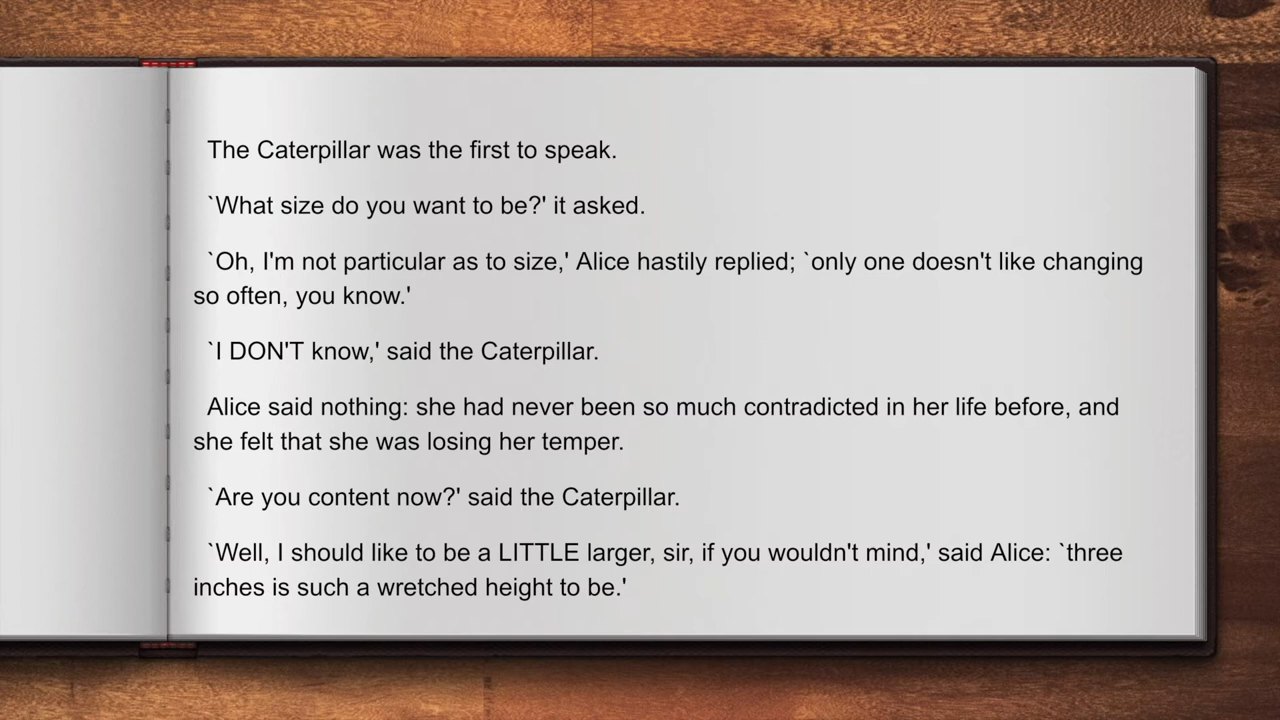 The Caterpillar was the first to speak.
`What size do you want to be?' it asked.
`Oh, I'm not particular as to size,' Alice hastily replied; `only one doesn't like changing
so often, you know.'
`I DON'T know,' said the Caterpillar.
Alice said nothing: she had never been so much contradicted in her life before, and
she felt that she was losing her temper.
`Are you content now?' said the Caterpillar.
`Well, I should like to be a LITTLE larger, sir, if you wouldn't mind,' said Alice: `three
inches is such a wretched height to be.'